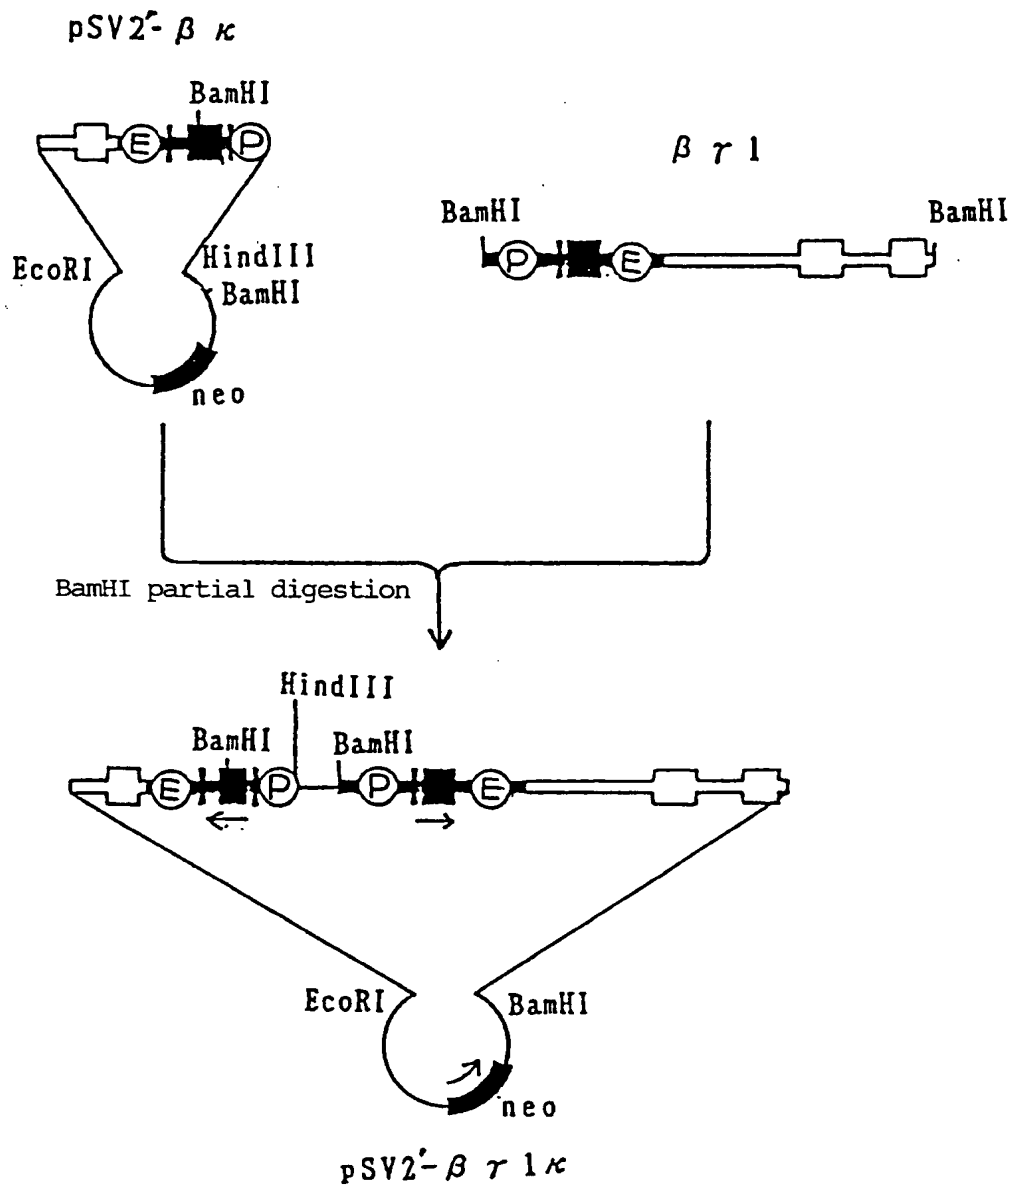 pSV2′-β κ
BamHI
E P
β γ 1
BamHI BamHI
P E
EcoRI HindIII
BamHI
neo
BamHI partial digestion
HindIII
BamHI BamHI
E P P E
EcoRI BamHI
neo
pSV2′-β γ 1κ